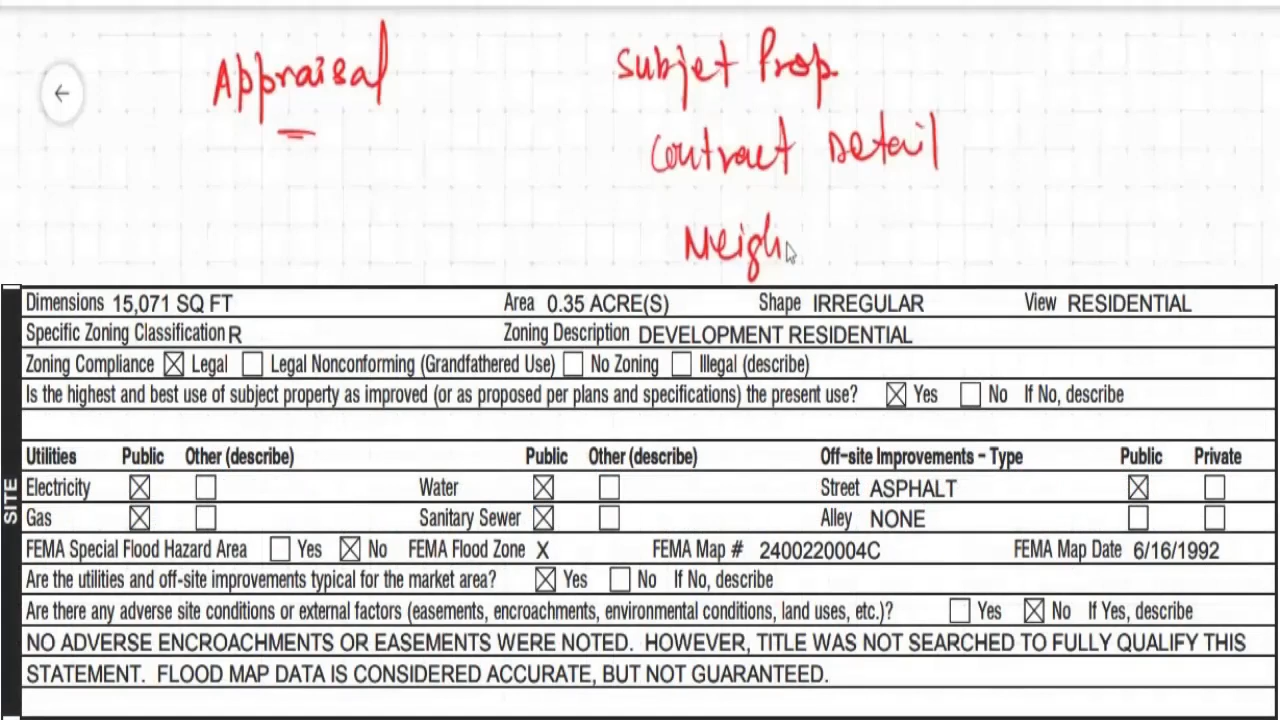 Appraisal
Subjet Prop
Contract Detail
Neigh
SITE
Dimensions 15,071 SQ FT Area 0.35 ACRE(S) Shape IRREGULAR View RESIDENTIAL
Specific Zoning Classification R Zoning Description DEVELOPMENT RESIDENTIAL
Zoning Compliance ☒ Legal ☐ Legal Nonconforming (Grandfathered Use) ☐ No Zoning ☐ Illegal (describe)
Is the highest and best use of subject property as improved (or as proposed per plans and specifications) the present use? ☒ Yes ☐ No If No, describe
Utilities Public Other (describe) Public Other (describe) Off-site Improvements – Type Public Private
Electricity ☒ ☐ Water ☒ ☐ Street ASPHALT ☒ ☐
Gas ☒ ☐ Sanitary Sewer ☒ ☐ Alley NONE ☐ ☐
FEMA Special Flood Hazard Area ☐ Yes ☒ No FEMA Flood Zone X FEMA Map # 2400220004C FEMA Map Date 6/16/1992
Are the utilities and off-site improvements typical for the market area? ☒ Yes ☐ No If No, describe
Are there any adverse site conditions or external factors (easements, encroachments, environmental conditions, land uses, etc.)? ☐ Yes ☒ No If Yes, describe
NO ADVERSE ENCROACHMENTS OR EASEMENTS WERE NOTED. HOWEVER, TITLE WAS NOT SEARCHED TO FULLY QUALIFY THIS
STATEMENT. FLOOD MAP DATA IS CONSIDERED ACCURATE, BUT NOT GUARANTEED.